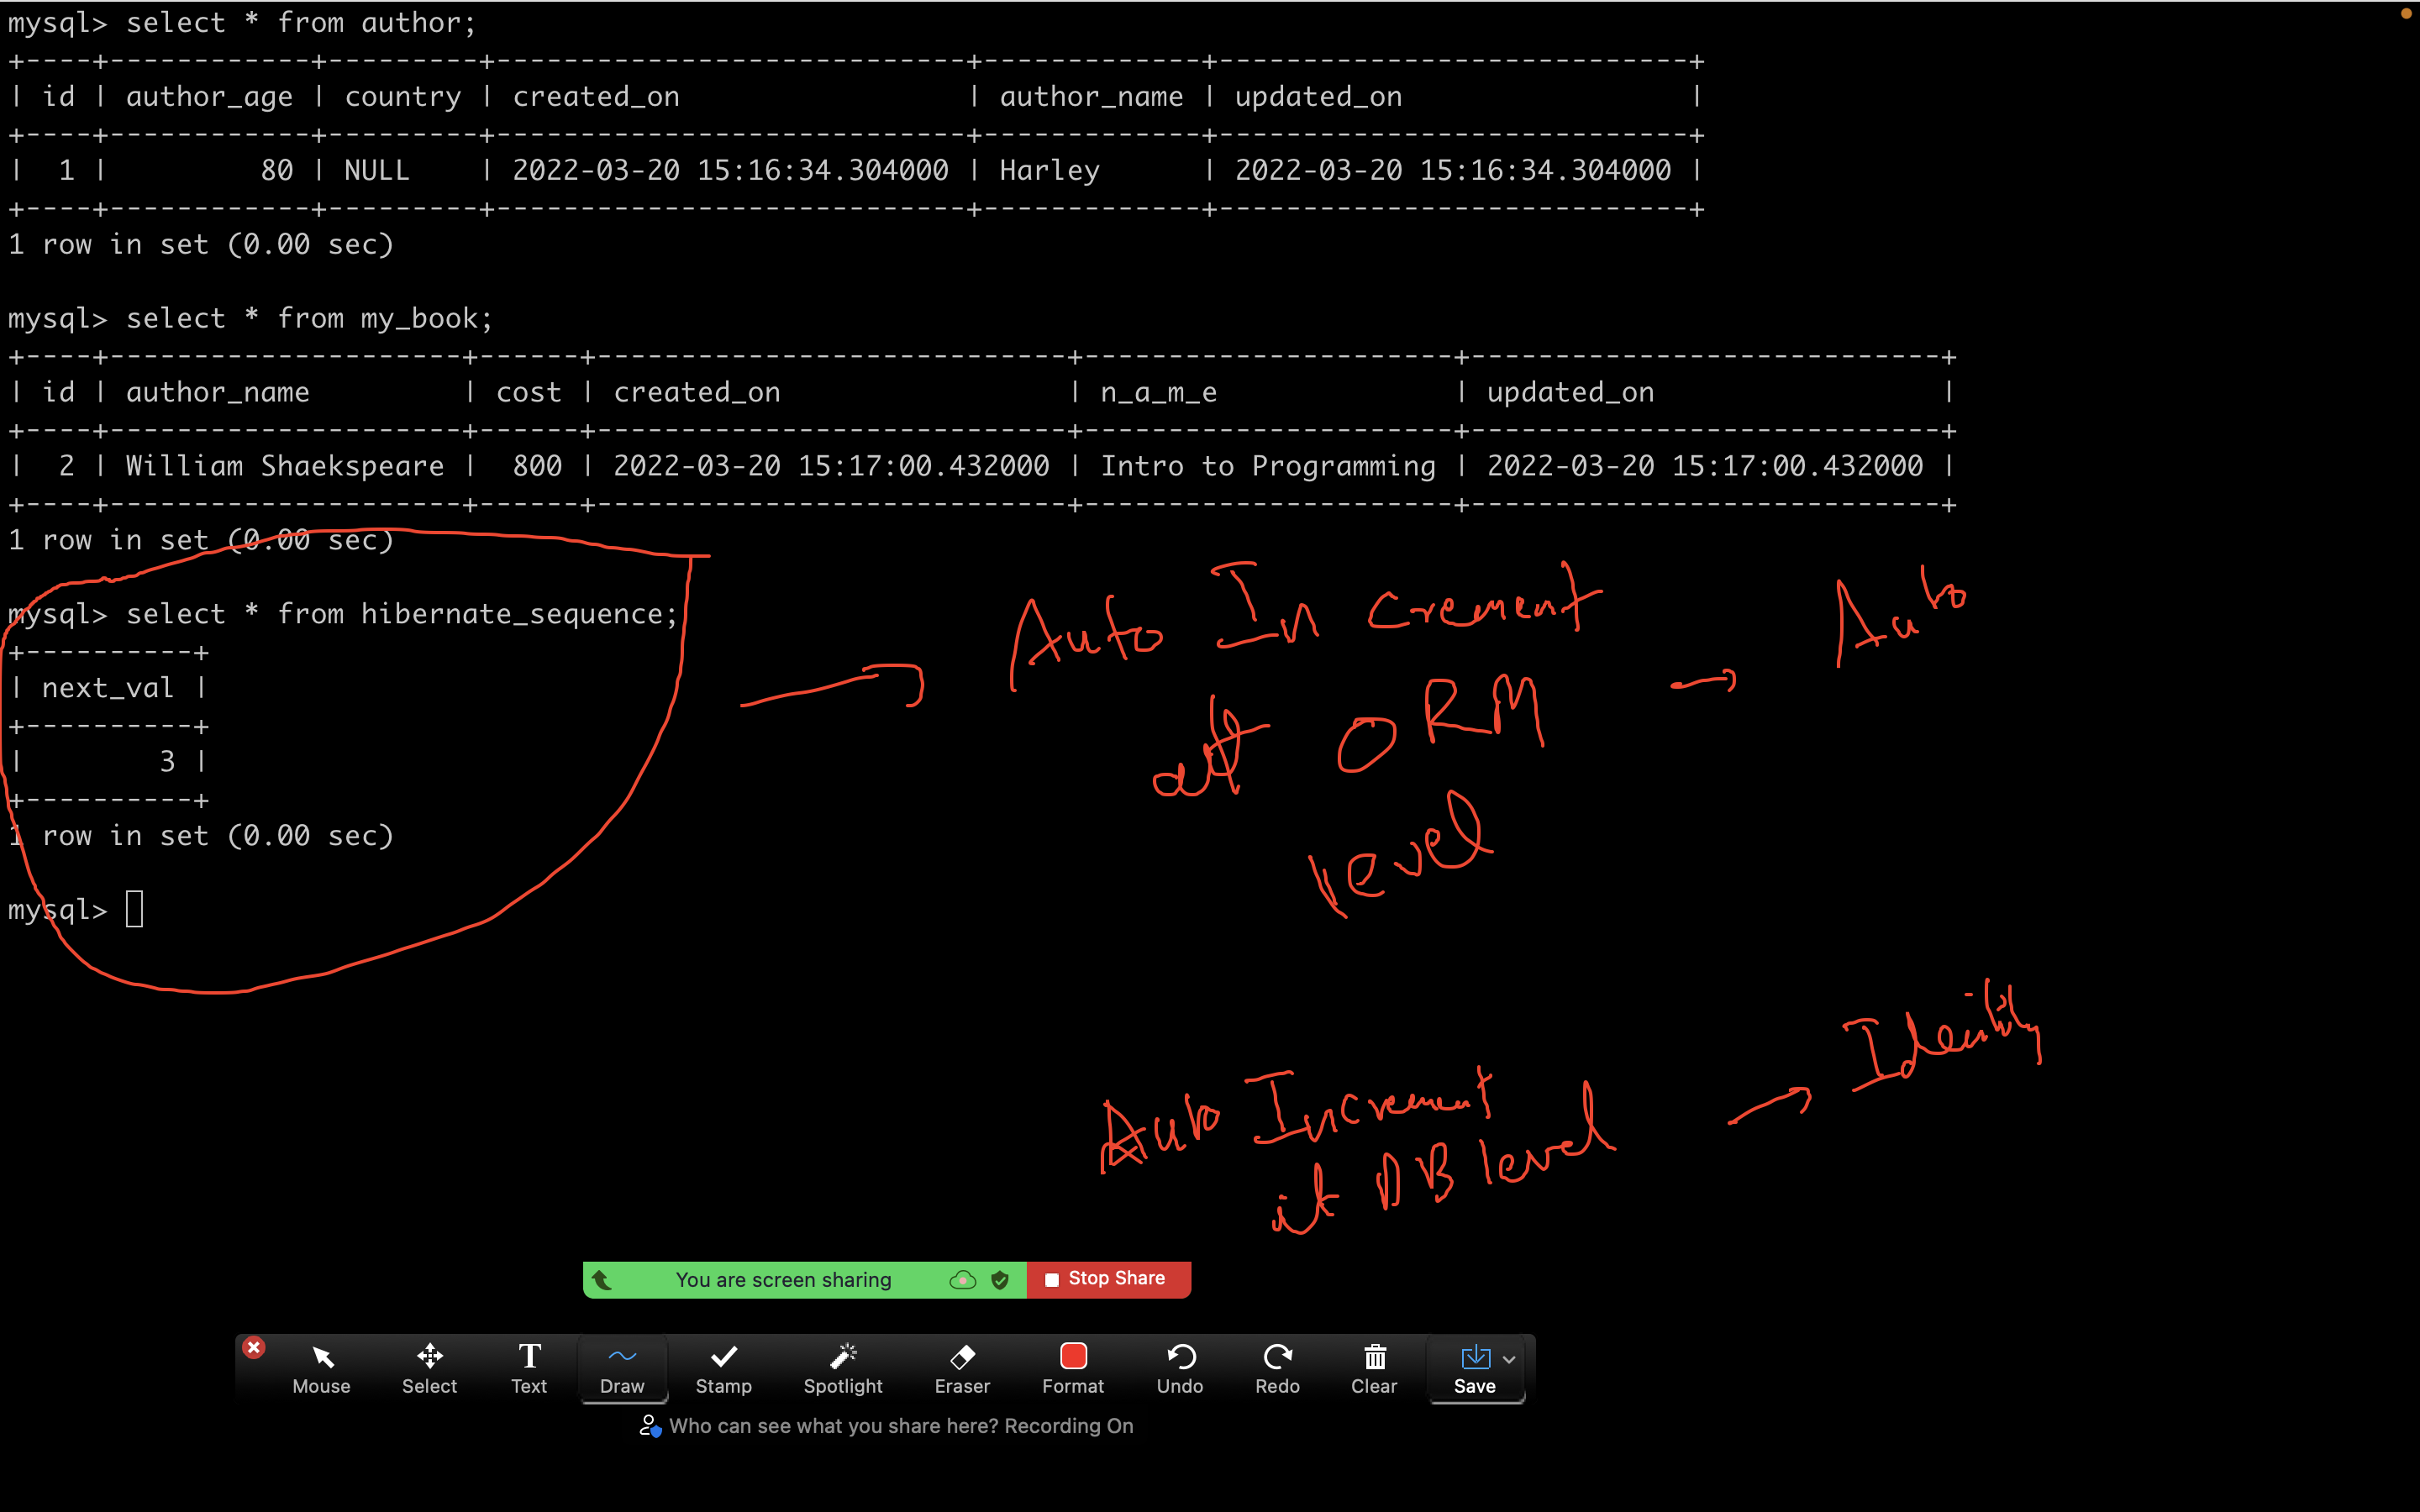 mysql> select * from author;
+----+------------+---------+----------------------------+-------------+----------------------------+
| id | author_age | country | created_on                 | author_name | updated_on                 |
+----+------------+---------+----------------------------+-------------+----------------------------+
|  1 |         80 | NULL    | 2022-03-20 15:16:34.304000 | Harley      | 2022-03-20 15:16:34.304000 |
+----+------------+---------+----------------------------+-------------+----------------------------+
1 row in set (0.00 sec)
mysql> select * from my_book;
+----+---------------------+------+----------------------------+----------------------+----------------------------+
| id | author_name         | cost | created_on                 | n_a_m_e              | updated_on                 |
+----+---------------------+------+----------------------------+----------------------+----------------------------+
|  2 | William Shaekspeare |  800 | 2022-03-20 15:17:00.432000 | Intro to Programming | 2022-03-20 15:17:00.432000 |
+----+---------------------+------+----------------------------+----------------------+----------------------------+
1 row in set (0.00 sec)
mysql> select * from hibernate_sequence;
+----------+
| next_val |
+----------+
|        3 |
+----------+
1 row in set (0.00 sec)
mysql>
Auto Increment
at ORM
level
Auto
Auto Increment
at DB level
Identity
You are screen sharing
Stop Share
Mouse Select Text Draw Stamp Spotlight Eraser Format Undo Redo Clear Save
Who can see what you share here? Recording On